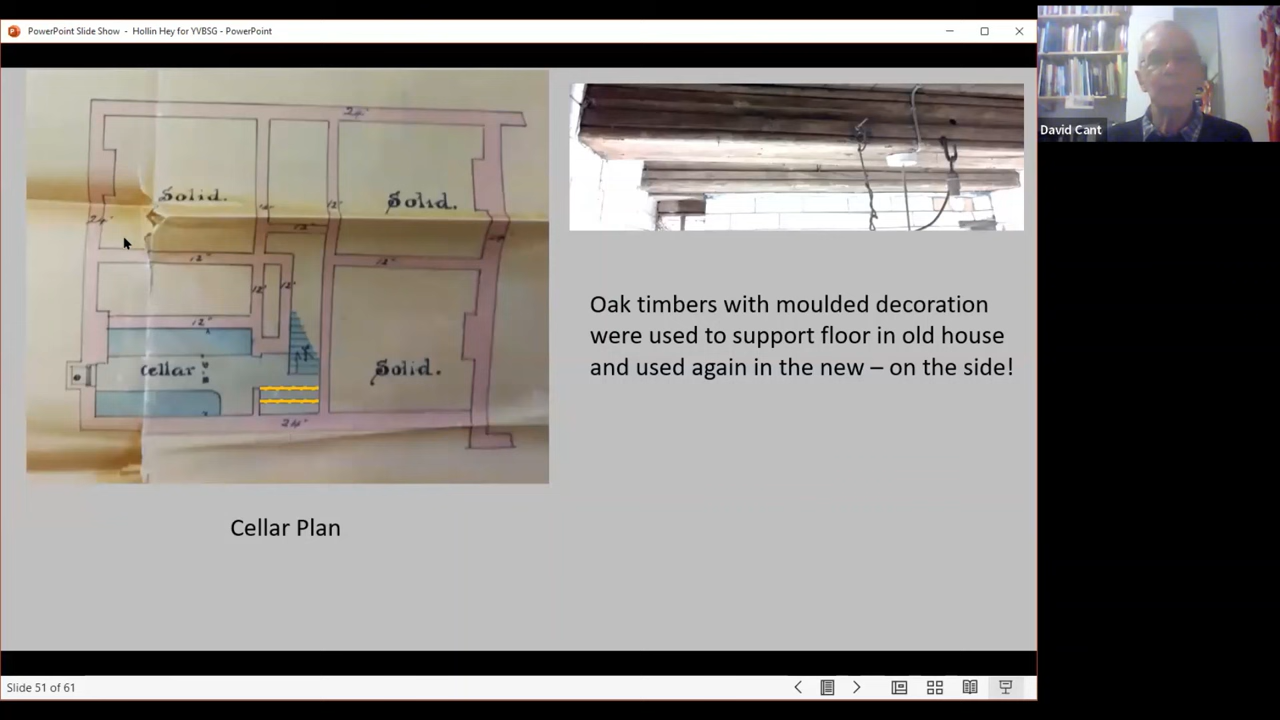 PowerPoint Slide Show - Hollin Hey for YVBSG - PowerPoint
David Cant
24"
Solid.
Solid.
24"
12"
12"
12"
12"
12"
12"
Cellar
Solid.
24"
Oak timbers with moulded decoration
were used to support floor in old house
and used again in the new – on the side!
Cellar Plan
Slide 51 of 61